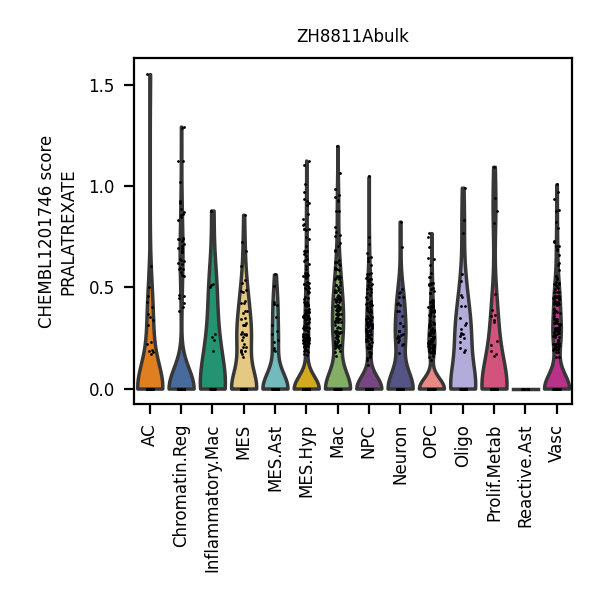 ZH8811Abulk
CHEMBL1201746 score
PRALATREXATE
1.5
1.0
0.5
0.0
AC
Chromatin.Reg
Inflammatory.Mac
MES
MES.Ast
MES.Hyp
Mac
NPC
Neuron
OPC
Oligo
Prolif.Metab
Reactive.Ast
Vasc